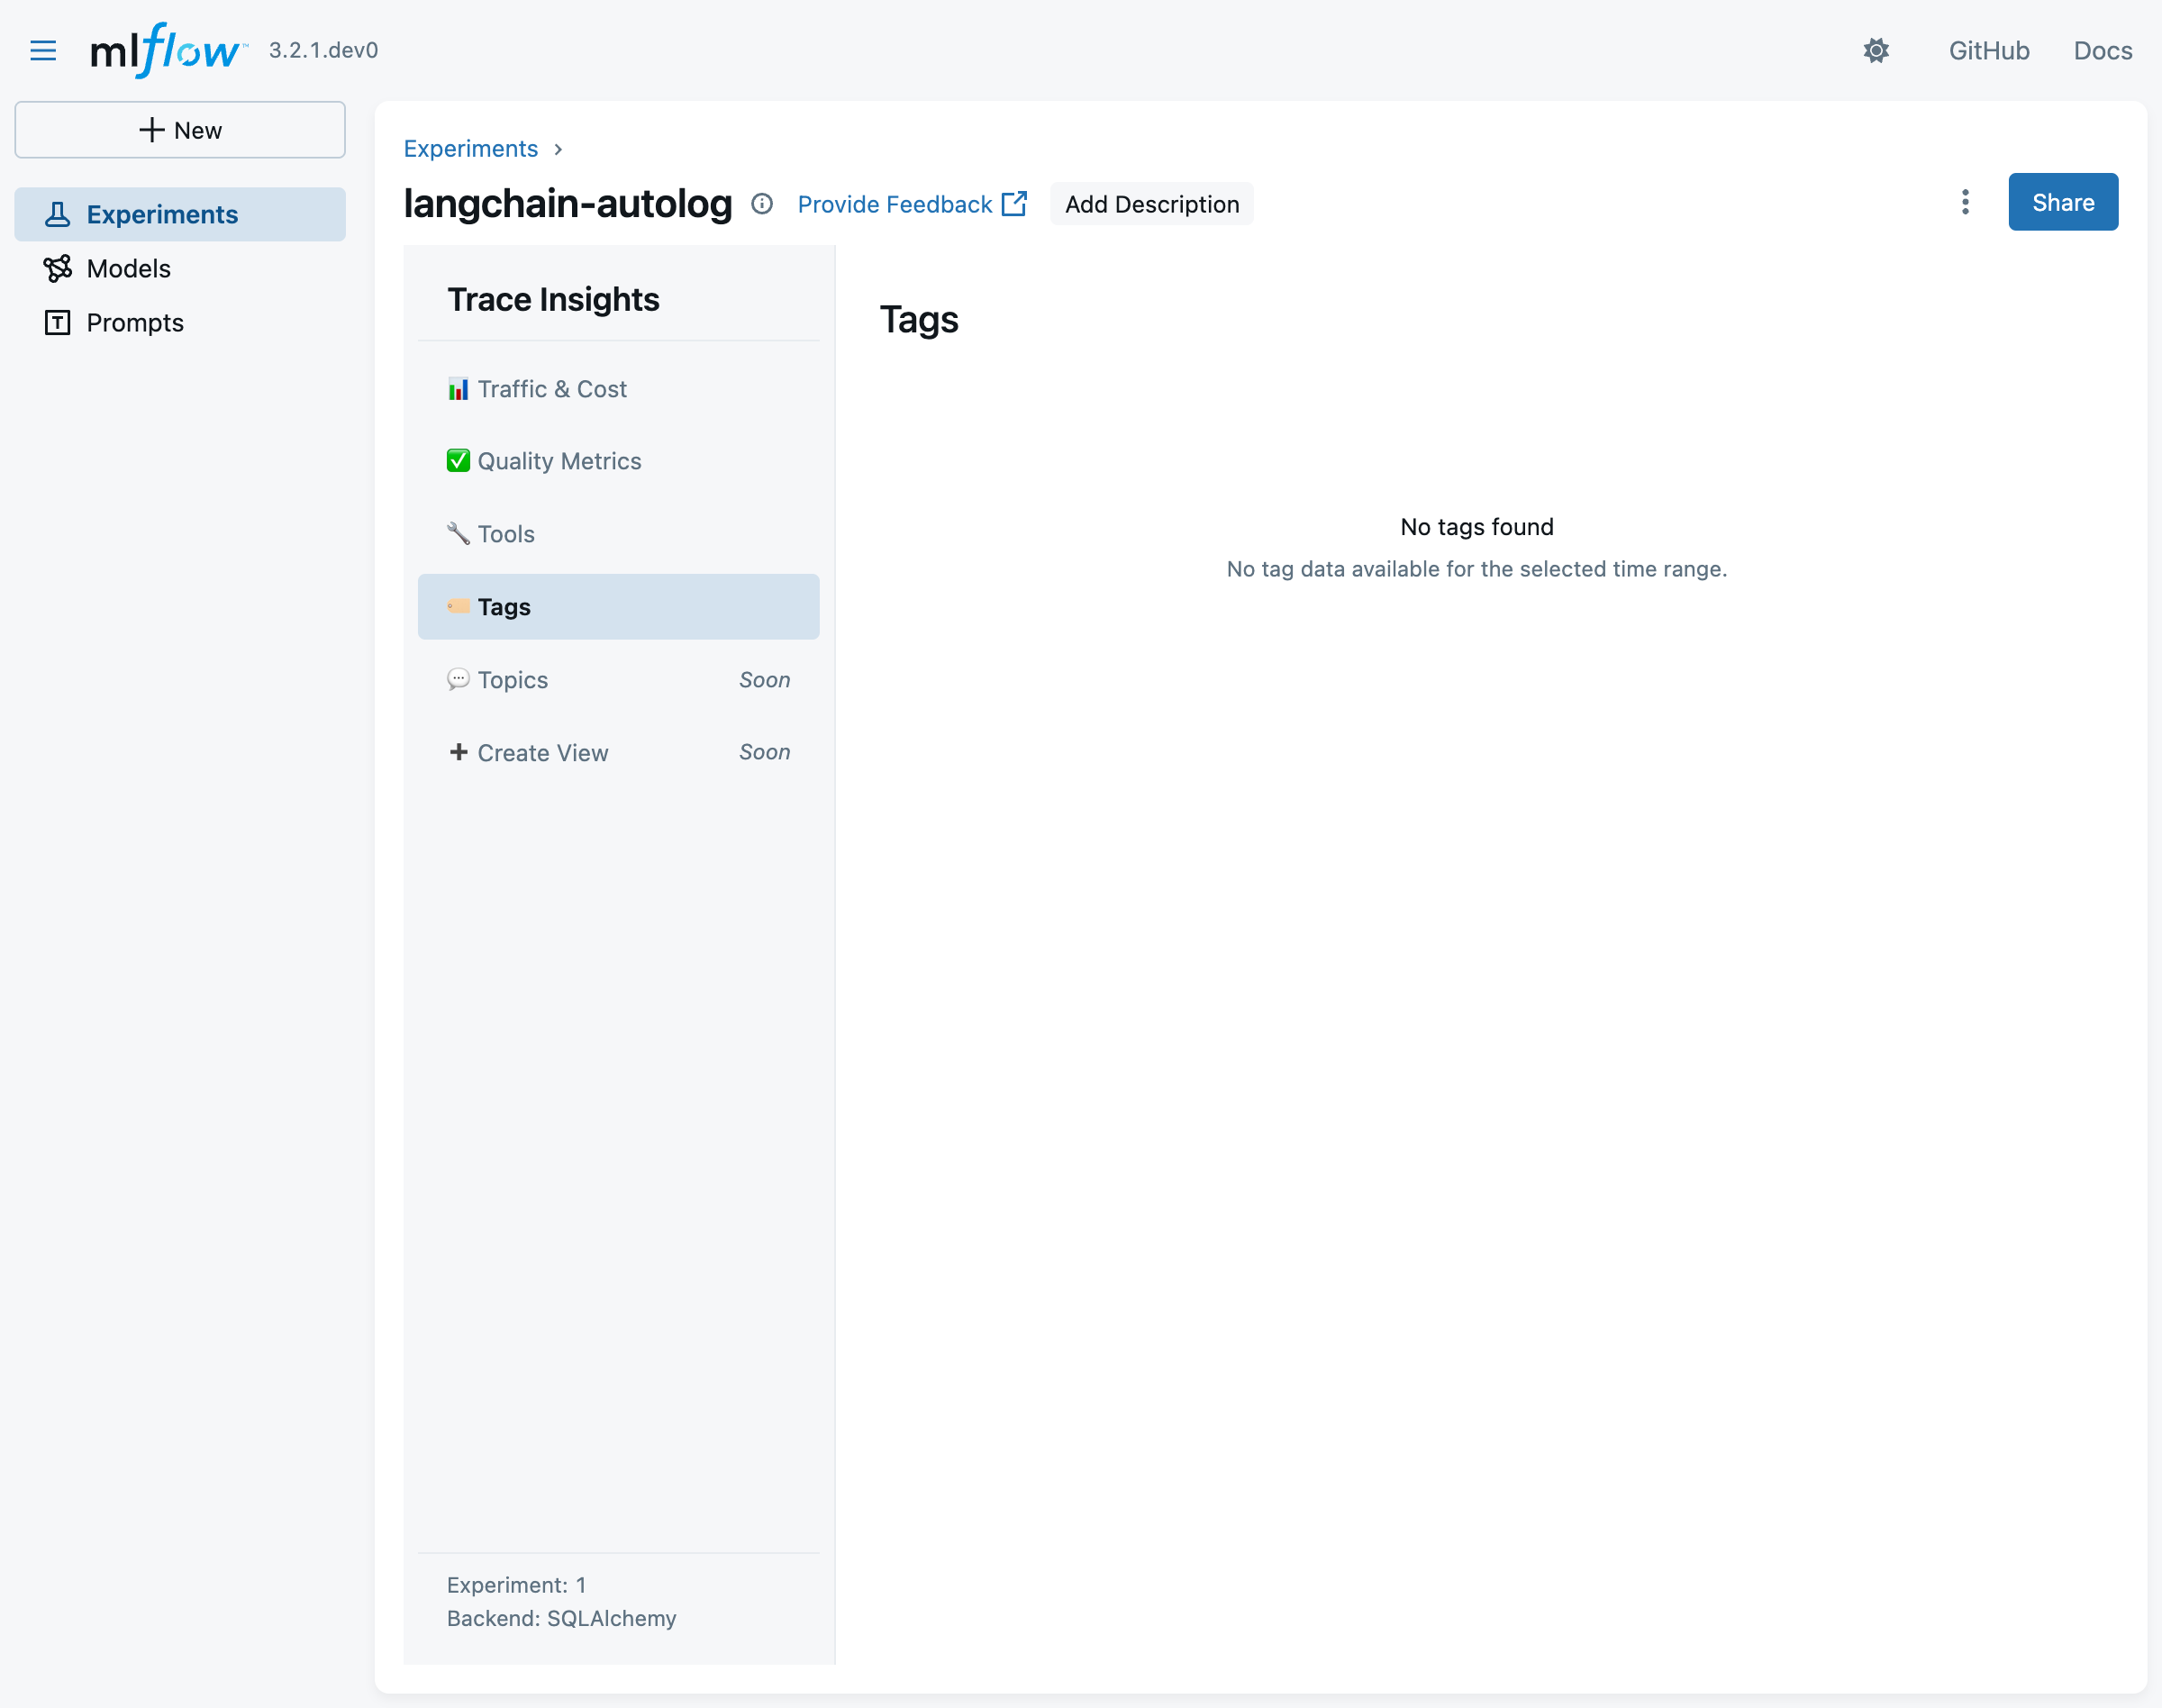 mlflow™ 3.2.1.dev0
GitHub
Docs
New
Experiments
Models
Prompts
Experiments
langchain-autolog
Provide Feedback
Add Description
Share
Trace Insights
Traffic & Cost
Quality Metrics
Tools
Tags
Topics Soon
Create View Soon
Experiment: 1
Backend: SQLAlchemy
Tags
No tags found
No tag data available for the selected time range.